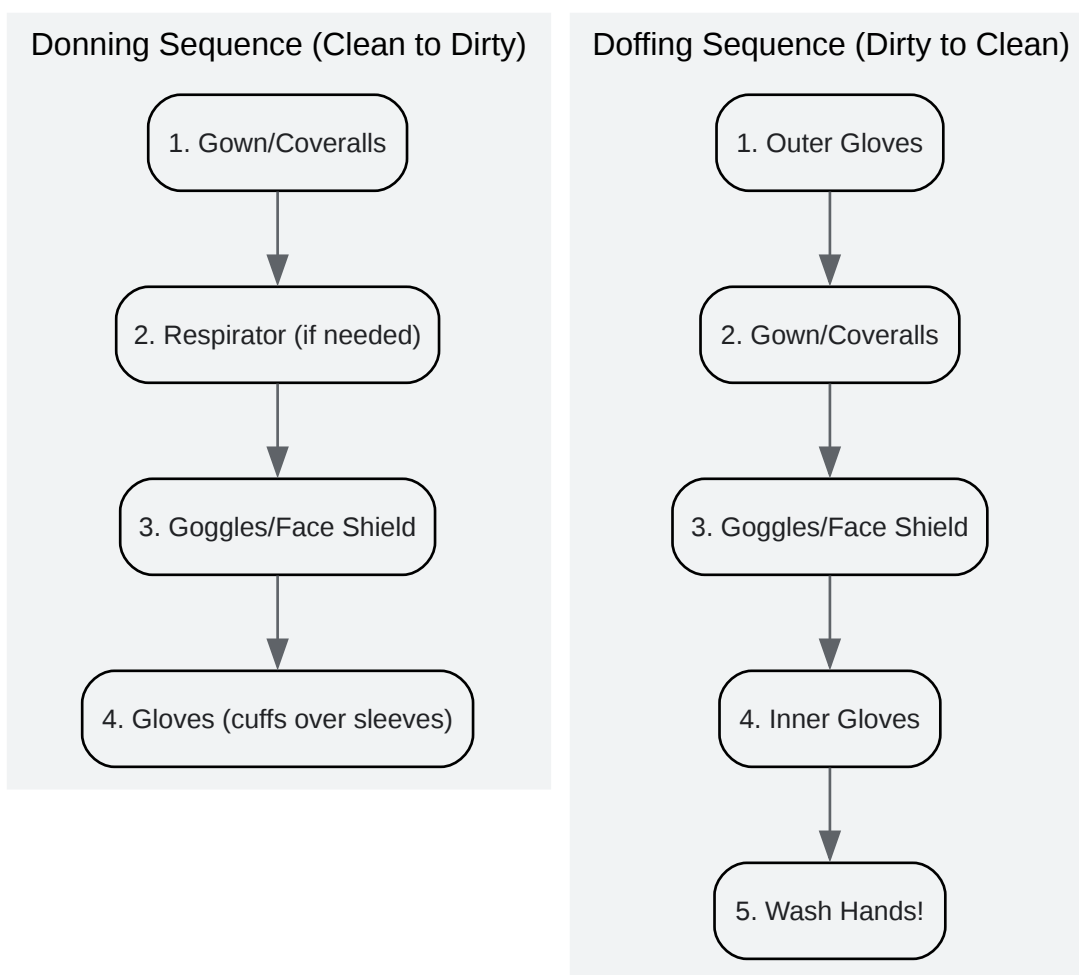 Donning Sequence (Clean to Dirty)
1. Gown/Coveralls
2. Respirator (if needed)
3. Goggles/Face Shield
4. Gloves (cuffs over sleeves)
Doffing Sequence (Dirty to Clean)
1. Outer Gloves
2. Gown/Coveralls
3. Goggles/Face Shield
4. Inner Gloves
5. Wash Hands!